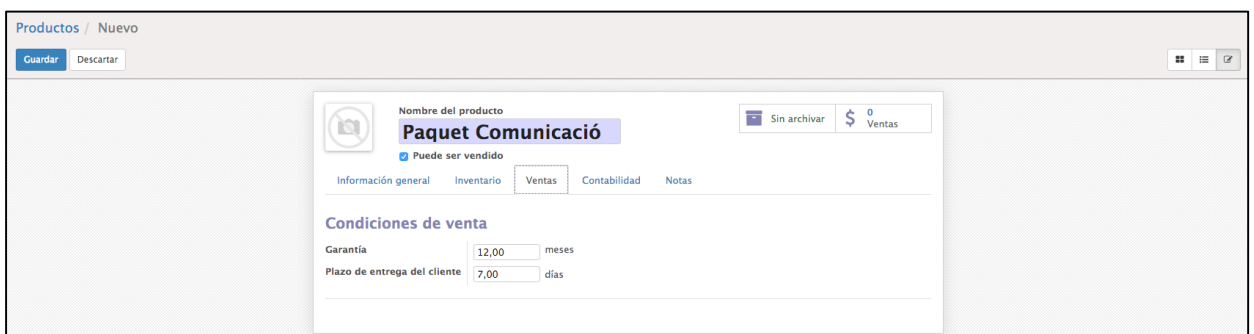 Productos / Nuevo
Guardar Descartar
Nombre del producto
Paquet Comunicació
Puede ser vendido
Sin archivar
0
Ventas
Información general Inventario Ventas Contabilidad Notas
Condiciones de venta
Garantía 12,00 meses
Plazo de entrega del cliente 7,00 días